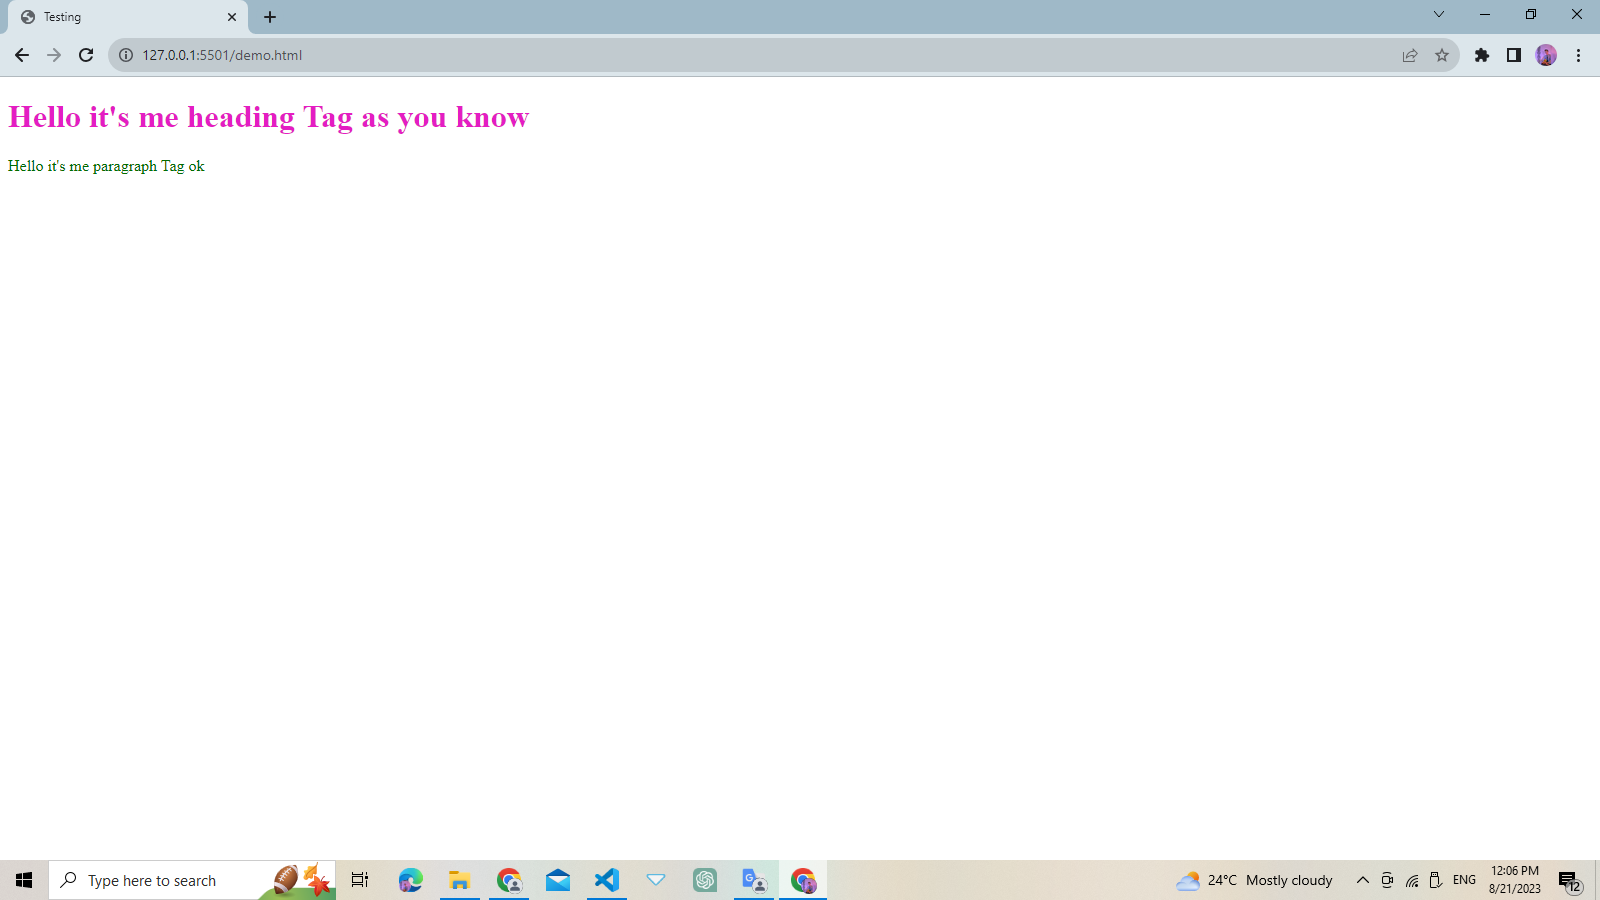 Testing
127.0.0.1:5501/demo.html
Hello it's me heading Tag as you know
Hello it's me paragraph Tag ok
Type here to search
24°C Mostly cloudy
ENG
12:06 PM
8/21/2023
12